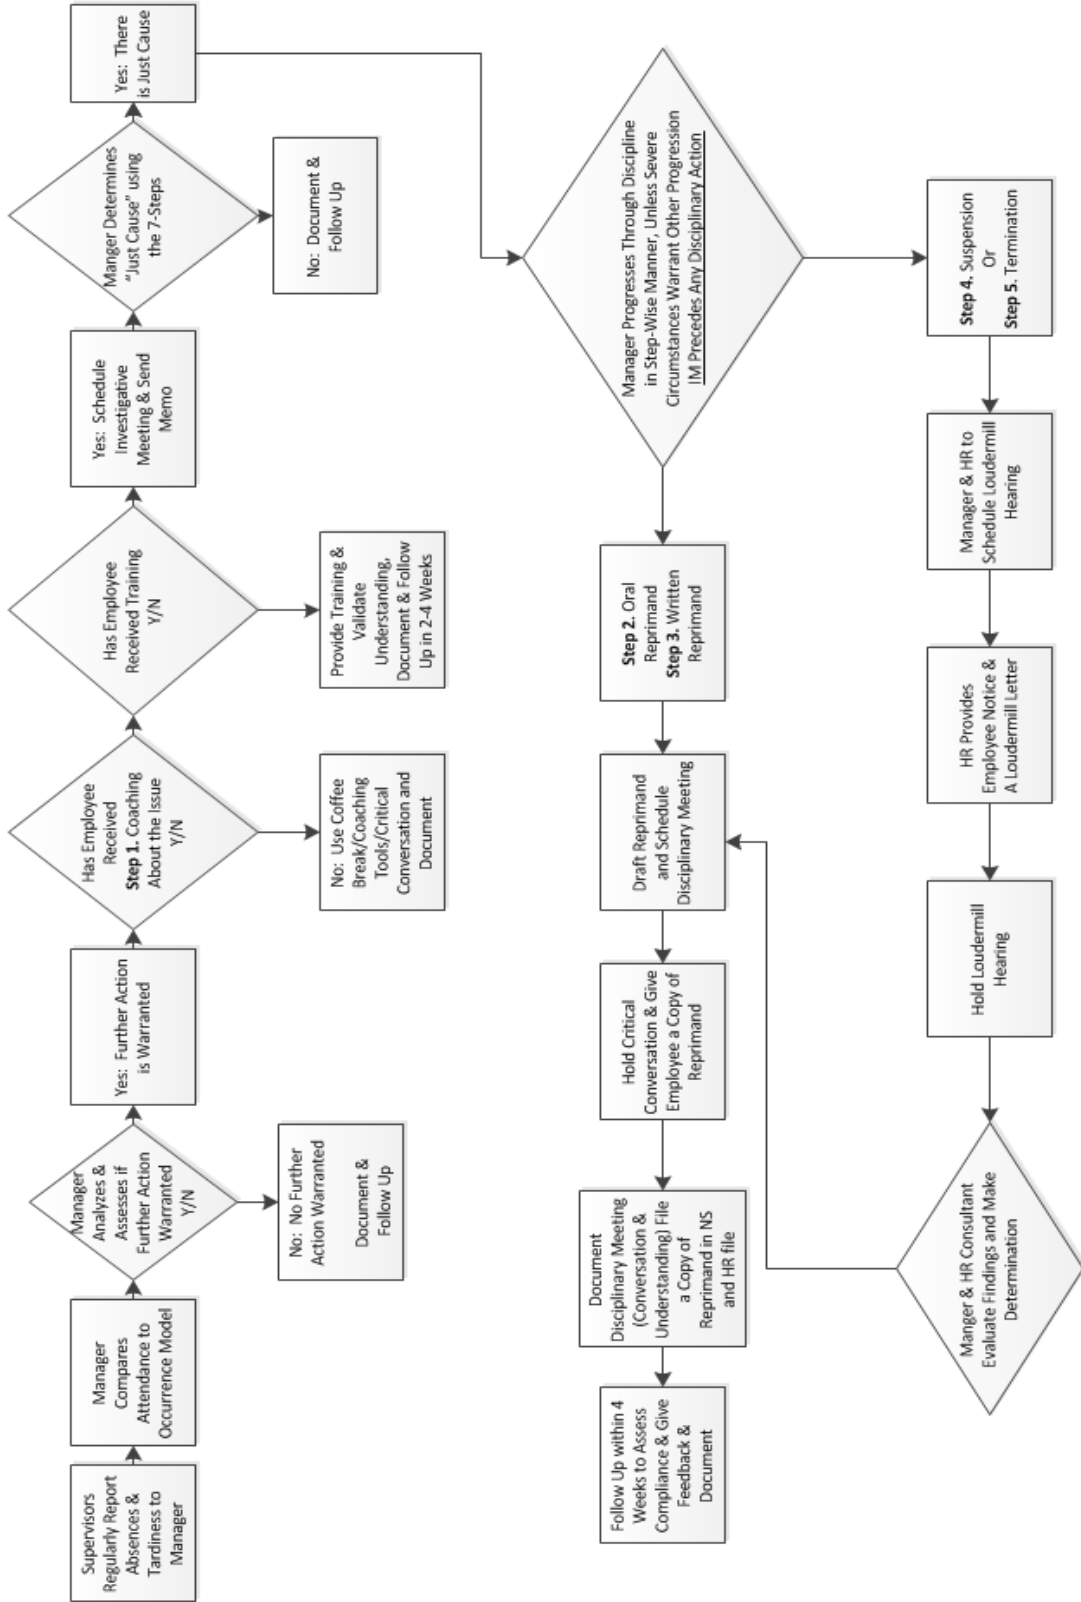 Supervisors
Regularly Report
Absences &
Tardiness to
Manager
Manager
Compares
Attendance to
Occurrence Model
Manager
Analyzes &
Assesses if
Further Action
Warranted
Y/N
No: No Further
Action Warranted
Document &
Follow Up
Yes: Further Action
is Warranted
Has Employee
Received
Step 1. Coaching
About the Issue
Y/N
No: Use Coffee
Break/Coaching
Tools/Critical
Conversation and
Document
Has Employee
Received Training
Y/N
Provide Training &
Validate
Understanding,
Document & Follow
Up in 2-4 Weeks
Yes: Schedule
Investigative
Meeting & Send
Memo
Manger Determines
"Just Cause" using
the 7-Steps
No: Document &
Follow Up
Yes: There
is Just Cause
Manager Progresses Through Discipline
in Step-Wise Manner, Unless Severe
Circumstances Warrant Other Progression
IM Precedes Any Disciplinary Action
Step 2. Oral
Reprimand
Step 3. Written
Reprimand
Draft Reprimand
and Schedule
Disciplinary Meeting
Hold Critical
Conversation & Give
Employee a Copy of
Reprimand
Document
Disciplinary Meeting
(Conversation &
Understanding) File
a Copy of
Reprimand in NS
and HR file
Follow Up within 4
Weeks to Assess
Compliance & Give
Feedback &
Document
Step 4. Suspension
Or
Step 5. Termination
Manager & HR to
Schedule Loudermill
Hearing
HR Provides
Employee Notice &
A Loudermill Letter
Hold Loudermill
Hearing
Manger & HR Consultant
Evaluate Findings and Make
Determination